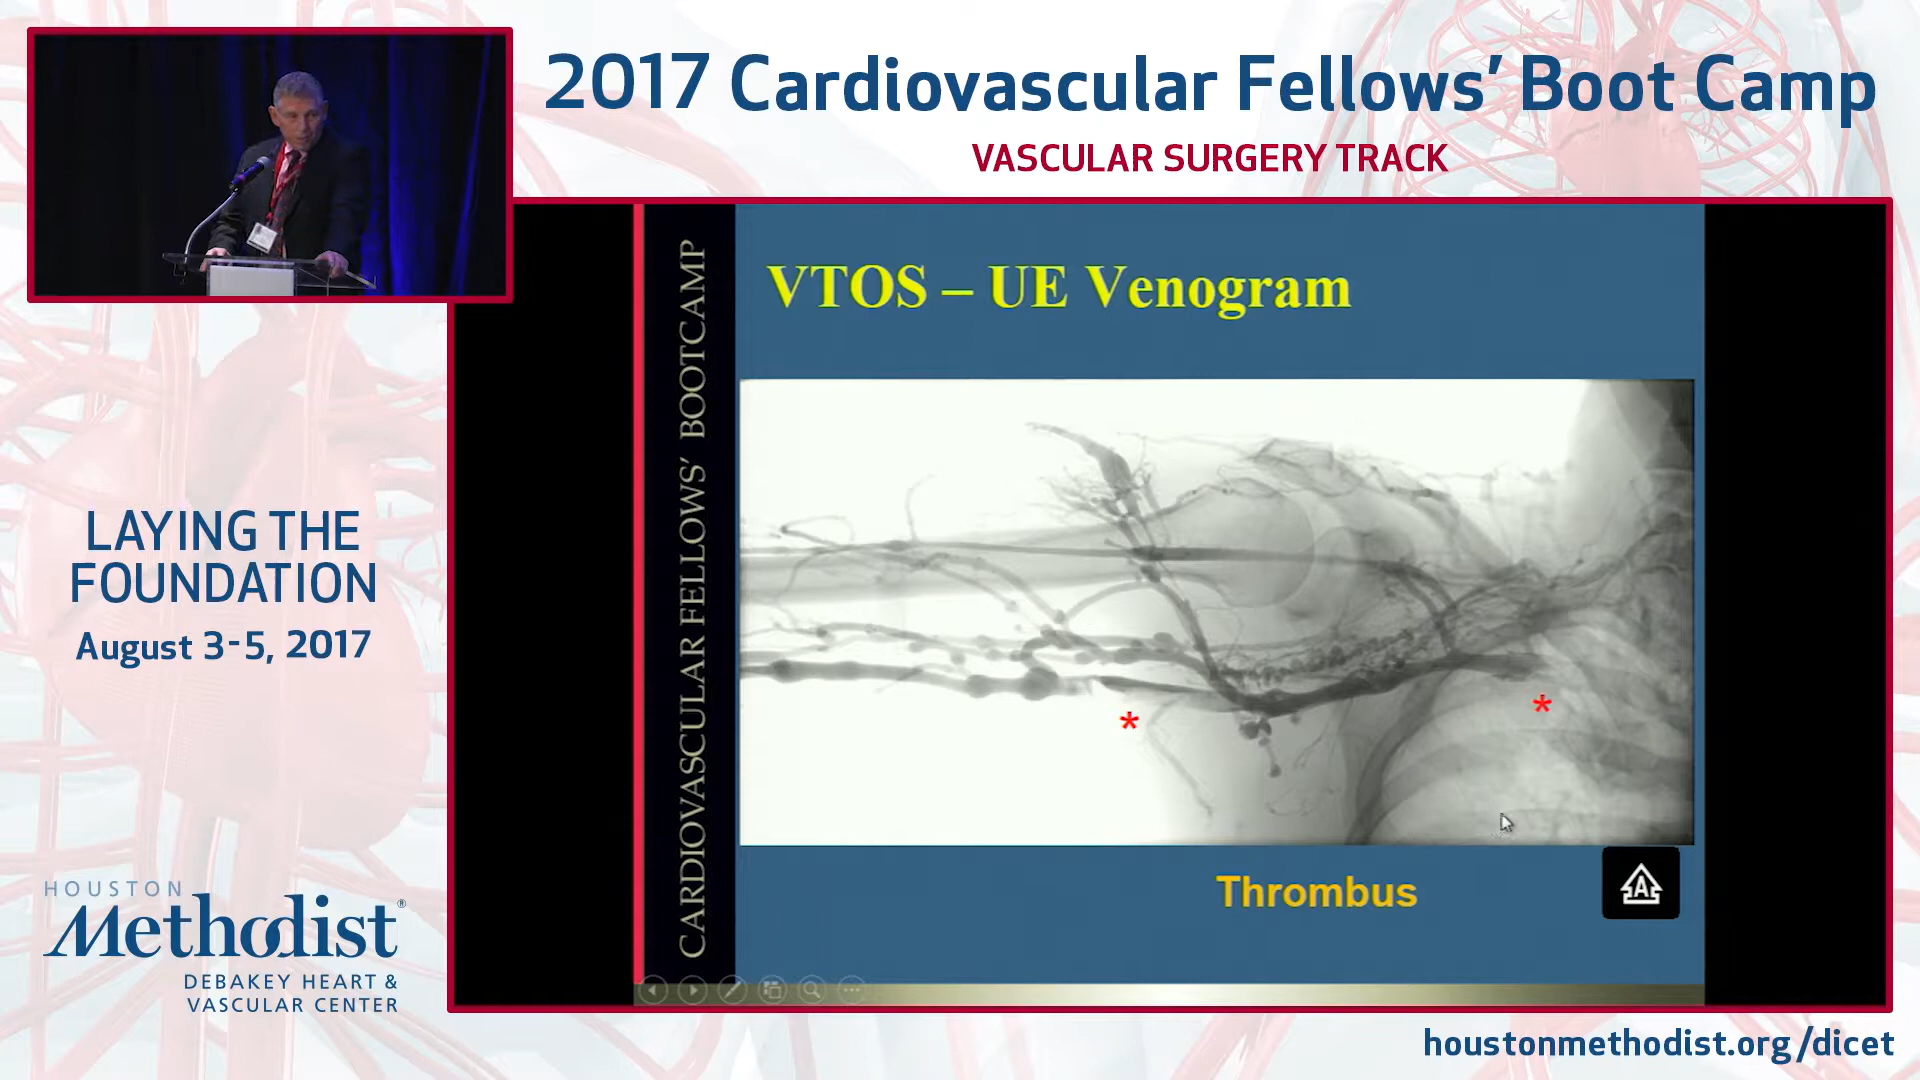 2017 Cardiovascular Fellows’ Boot Camp
VASCULAR SURGERY TRACK
LAYING THE
FOUNDATION
August 3-5, 2017
HOUSTON
Methodist®
DEBAKEY HEART &
VASCULAR CENTER
CARDIOVASCULAR FELLOWS’ BOOTCAMP
VTOS – UE Venogram
*
*
Thrombus
A
houstonmethodist.org/dicet